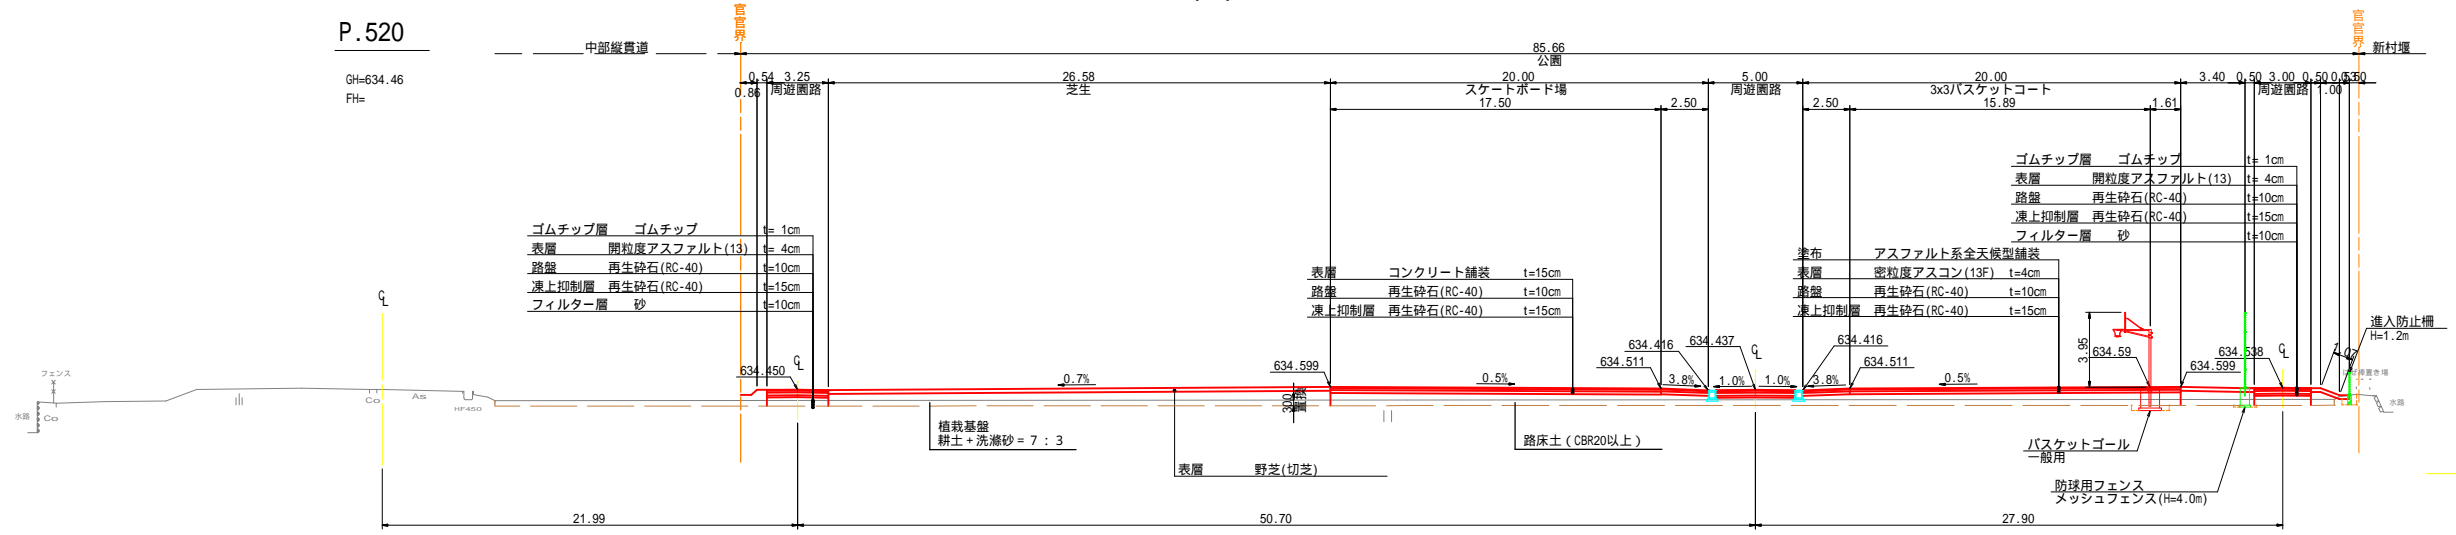 P.520
GH=634.46
FH=
中部縦貫道
官官界
85.66
公園
官官界
新村堰
0.86
0.54
3.25
周遊園路
26.58
芝生
20.00
スケートボード場
17.50
2.50
5.00
周遊園路
20.00
3x3バスケットコート
2.50
15.89
1.61
3.40
0.50
3.00
周遊園路
0.50
1.00
ゴムチップ層 ゴムチップ t= 1cm
表層 開粒度アスファルト(13) t= 4cm
路盤 再生砕石(RC-40) t=10cm
凍上抑制層 再生砕石(RC-40) t=15cm
フィルター層 砂 t=10cm
表層 コンクリート舗装 t=15cm
路盤 再生砕石(RC-40) t=10cm
凍上抑制層 再生砕石(RC-40) t=15cm
塗布 アスファルト系全天候型舗装
表層 密粒度アスコン(13F) t=4cm
路盤 再生砕石(RC-40) t=10cm
凍上抑制層 再生砕石(RC-40) t=15cm
ゴムチップ層 ゴムチップ t= 1cm
表層 開粒度アスファルト(13) t= 4cm
路盤 再生砕石(RC-40) t=10cm
凍上抑制層 再生砕石(RC-40) t=15cm
フィルター層 砂 t=10cm
進入防止柵
H=1.2m
フェンス
水路
Co
Co
As
HF450
634.450
0.7%
634.599
300
置換
0.5%
634.511
634.416
3.8%
634.437
1.0%
1.0%
634.416
3.8%
634.511
0.5%
3.95
634.59
634.599
634.538
水路
植栽基盤
耕土＋洗滌砂＝7：3
表層 野芝(切芝)
路床土（CBR20以上）
バスケットゴール
一般用
防球用フェンス
メッシュフェンス(H=4.0m)
21.99
50.70
27.90